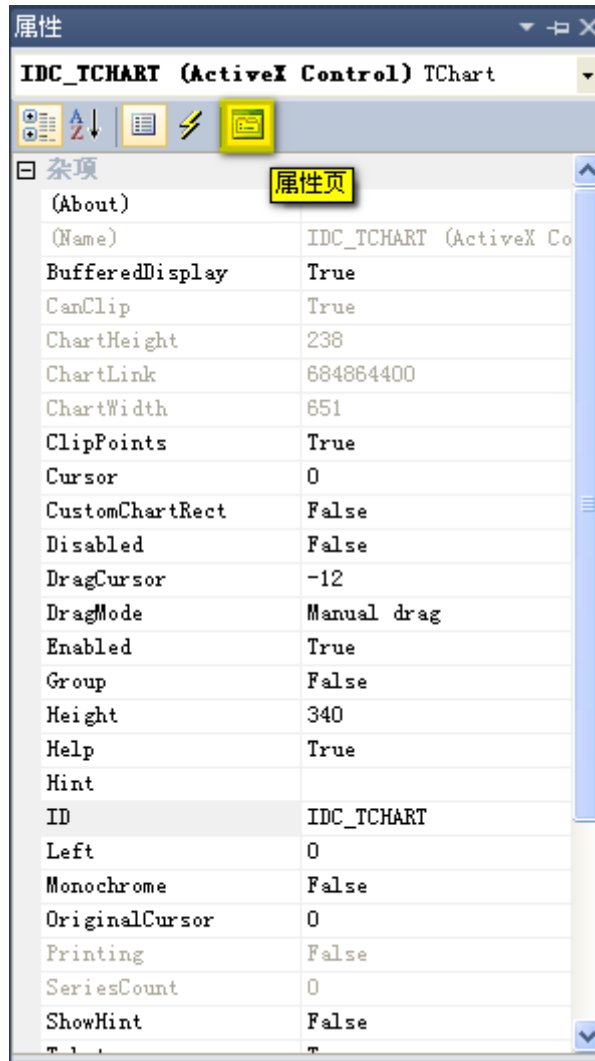 属性
IDC_TCHART (ActiveX Control) TChart
属性页
杂项
(About)
(Name) IDC_TCHART (ActiveX Co
BufferedDisplay True
CanClip True
ChartHeight 238
ChartLink 684864400
ChartWidth 651
ClipPoints True
Cursor 0
CustomChartRect False
Disabled False
DragCursor -12
DragMode Manual drag
Enabled True
Group False
Height 340
Help True
Hint
ID IDC_TCHART
Left 0
Monochrome False
OriginalCursor 0
Printing False
SeriesCount 0
ShowHint False